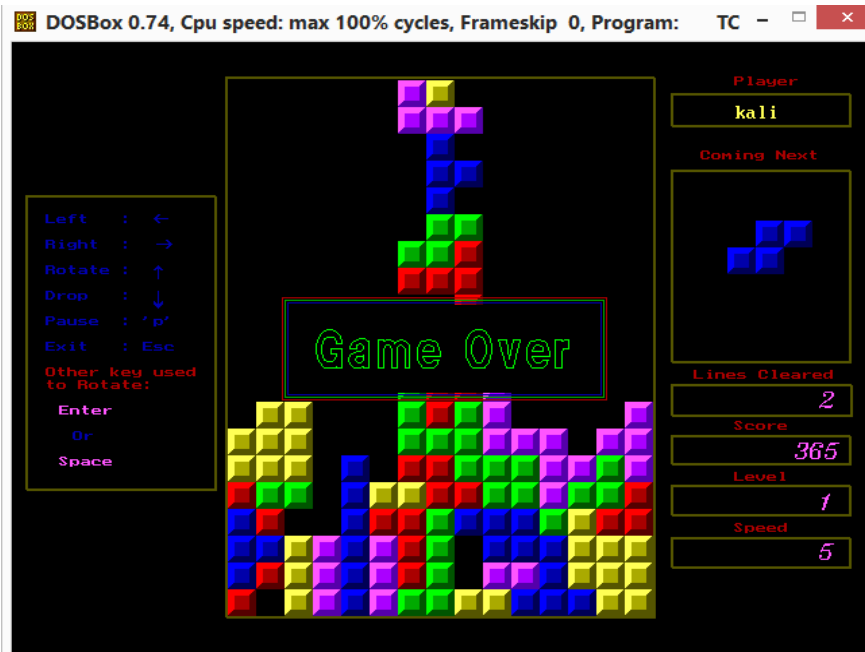 DOSBox 0.74, Cpu speed: max 100% cycles, Frameskip 0, Program: TC
Player
kali
Coming Next
Left : ←
Right : →
Rotate : ↑
Drop : ↓
Pause : 'p'
Exit : Esc
Other key used
to Rotate:
Enter
Or
Space
Game Over
Lines Cleared
2
Score
365
Level
1
Speed
5